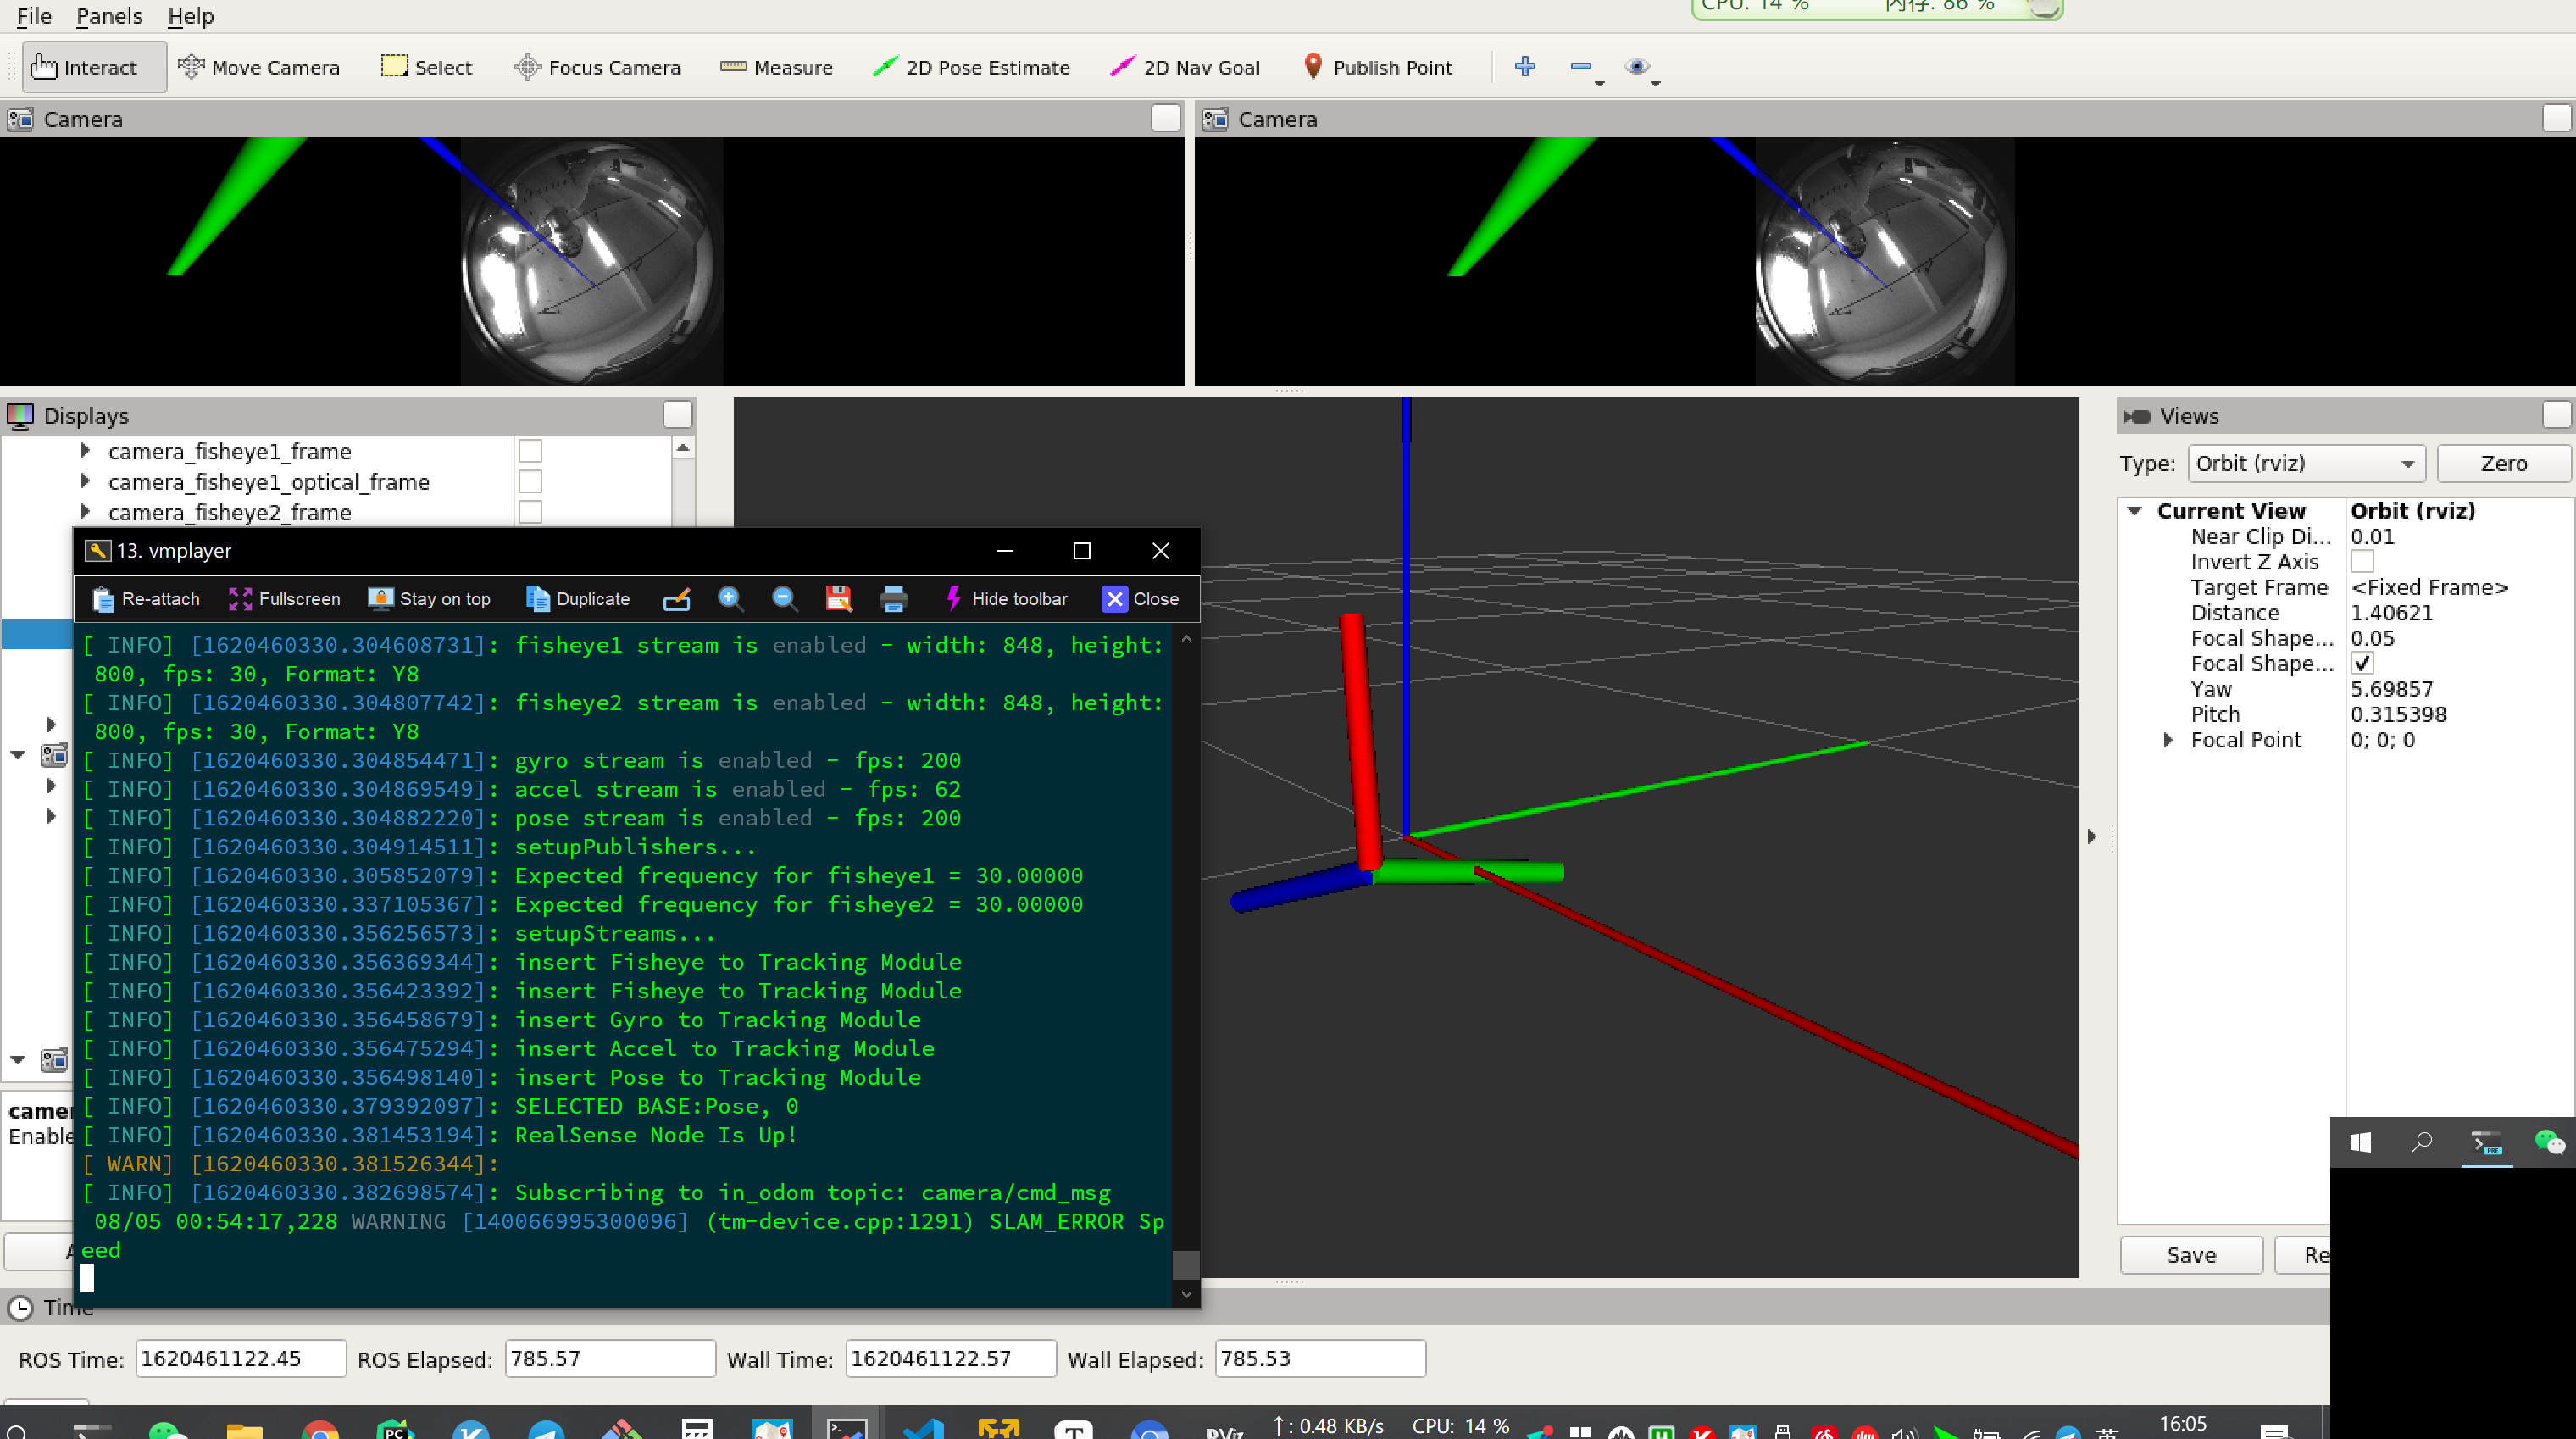 File Panels Help
CPU: 14 % 内存: 86 %
Interact Move Camera Select Focus Camera Measure 2D Pose Estimate 2D Nav Goal Publish Point
Camera
Camera
Displays
camera_fisheye1_frame
camera_fisheye1_optical_frame
camera_fisheye2_frame
13. vmplayer
Re-attach Fullscreen Stay on top Duplicate Hide toolbar Close
[ INFO] [1620460330.304608731]: fisheye1 stream is enabled - width: 848, height:
800, fps: 30, Format: Y8
[ INFO] [1620460330.304807742]: fisheye2 stream is enabled - width: 848, height:
800, fps: 30, Format: Y8
[ INFO] [1620460330.304854471]: gyro stream is enabled - fps: 200
[ INFO] [1620460330.304869549]: accel stream is enabled - fps: 62
[ INFO] [1620460330.304882220]: pose stream is enabled - fps: 200
[ INFO] [1620460330.304914511]: setupPublishers...
[ INFO] [1620460330.305852079]: Expected frequency for fisheye1 = 30.00000
[ INFO] [1620460330.337105367]: Expected frequency for fisheye2 = 30.00000
[ INFO] [1620460330.356256573]: setupStreams...
[ INFO] [1620460330.356369344]: insert Fisheye to Tracking Module
[ INFO] [1620460330.356423392]: insert Fisheye to Tracking Module
[ INFO] [1620460330.356458679]: insert Gyro to Tracking Module
[ INFO] [1620460330.356475294]: insert Accel to Tracking Module
[ INFO] [1620460330.356498140]: insert Pose to Tracking Module
[ INFO] [1620460330.379392097]: SELECTED BASE:Pose, 0
[ INFO] [1620460330.381453194]: RealSense Node Is Up!
[ WARN] [1620460330.381526344]:
[ INFO] [1620460330.382698574]: Subscribing to in_odom topic: camera/cmd_msg
08/05 00:54:17,228 WARNING [140066995300096] (tm-device.cpp:1291) SLAM_ERROR Sp
eed
came
Enable
A
Views
Type: Orbit (rviz) Zero
Current View Orbit (rviz)
Near Clip Di... 0.01
Invert Z Axis
Target Frame <Fixed Frame>
Distance 1.40621
Focal Shape... 0.05
Focal Shape... ✓
Yaw 5.69857
Pitch 0.315398
Focal Point 0; 0; 0
Save Re
PRE
Time
ROS Time: 1620461122.45 ROS Elapsed: 785.57 Wall Time: 1620461122.57 Wall Elapsed: 785.53
PC T RViz ↑: 0.48 KB/s CPU: 14 % 英 16:05